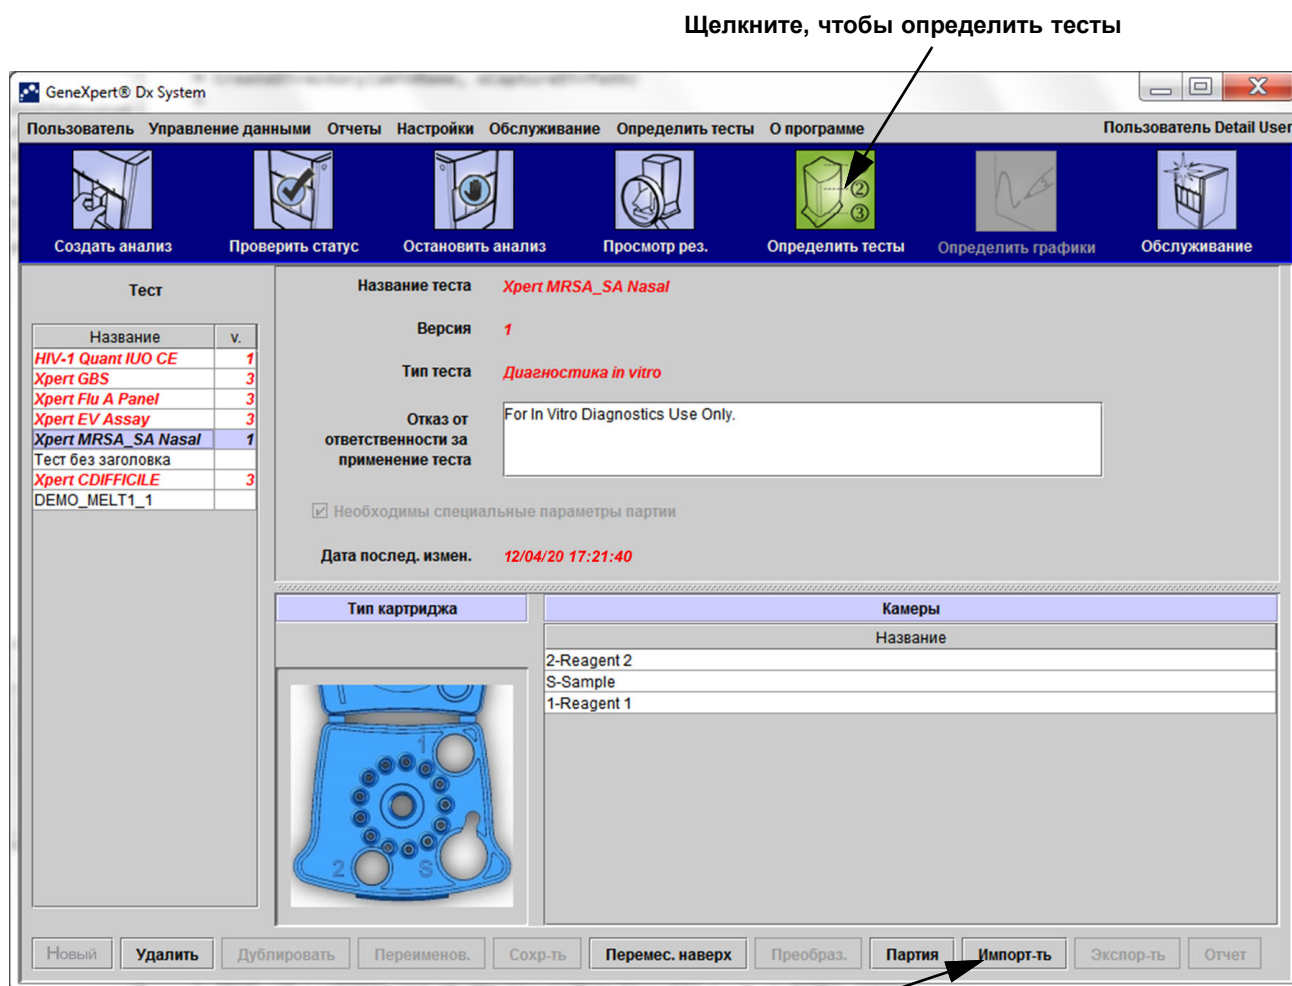 Щелкните, чтобы определить тесты
GeneXpert® Dx System
Пользователь Управление данными Отчеты Настройки Обслуживание Определить тесты О программе Пользователь Detail User
Создать анализ Проверить статус Остановить анализ Просмотр рез. Определить тесты Определить графики Обслуживание
Тест
Название v.
HIV-1 Quant IUO CE 1
Xpert GBS 3
Xpert Flu A Panel 3
Xpert EV Assay 3
Xpert MRSA_SA Nasal 1
Тест без заголовка
Xpert CDIFFICILE 3
DEMO_MELT1_1
Название теста Xpert MRSA_SA Nasal
Версия 1
Тип теста Диагностика in vitro
Отказ от
ответственности за
применение теста
For In Vitro Diagnostics Use Only.
Необходимы специальные параметры партии
Дата послед. измен. 12/04/20 17:21:40
Тип картриджа
1
2 S
Камеры
Название
2-Reagent 2
S-Sample
1-Reagent 1
Новый Удалить Дублировать Переименов. Сохр-ть Перемес. наверх Преобраз. Партия Импорт-ть Экспор-ть Отчет